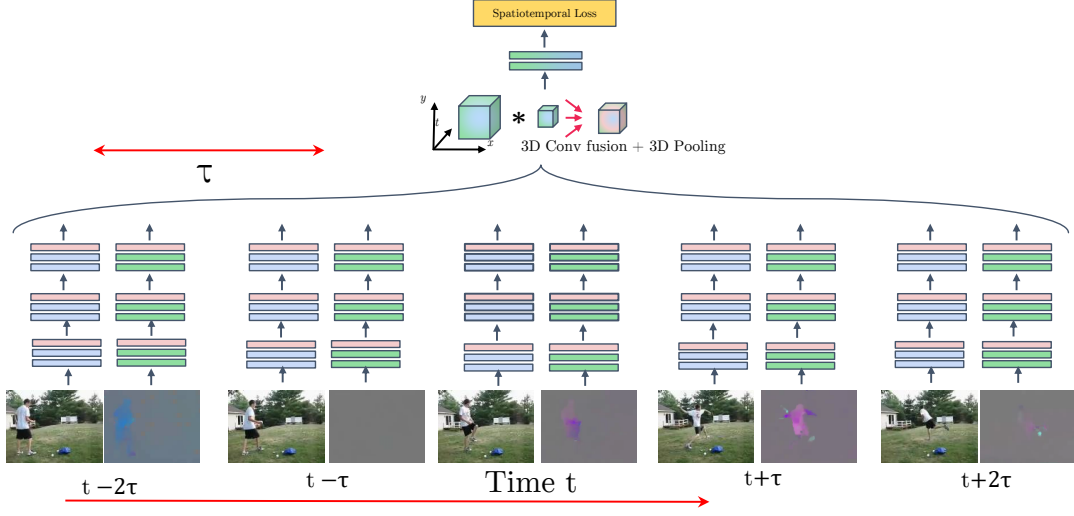 Spatiotemporal Loss
y
t
*
x
3D Conv fusion + 3D Pooling
τ
t −2τ
t −τ
Time t
t+τ
t+2τ